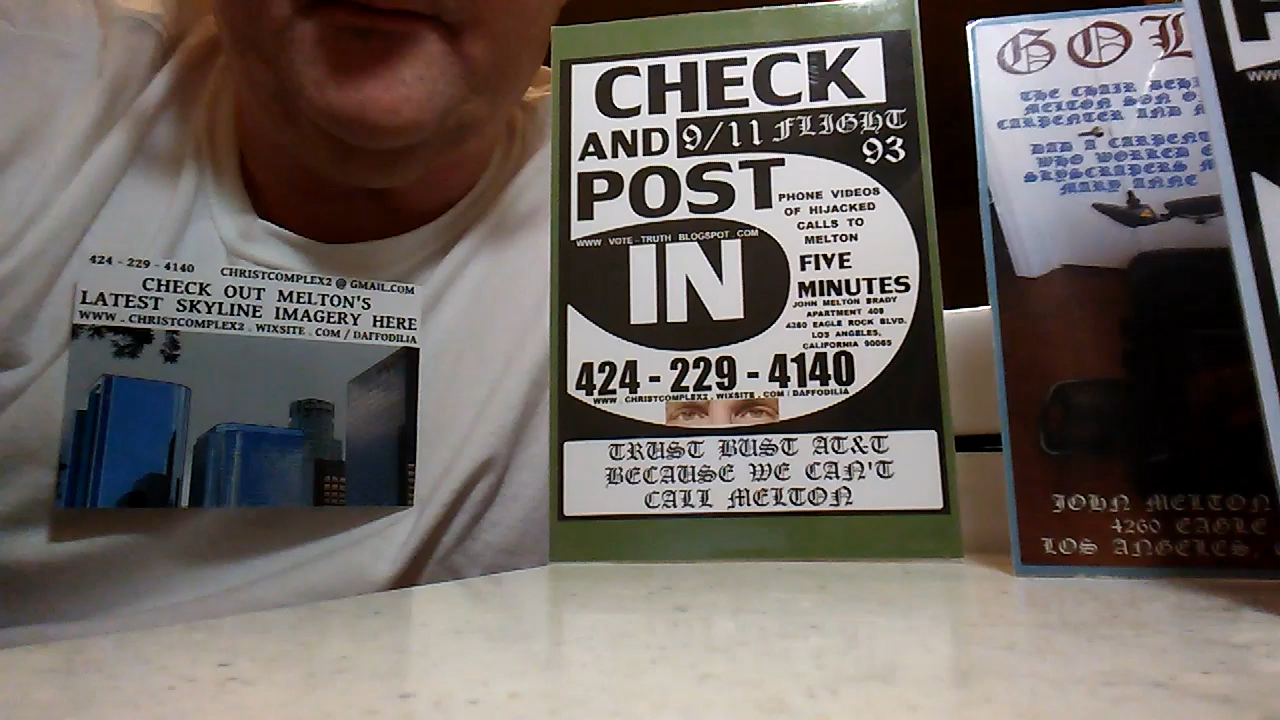 424 - 229 - 4140 CHRISTCOMPLEX2 @ GMAIL.COM
CHECK OUT MELTON'S
LATEST SKYLINE IMAGERY HERE
WWW . CHRISTCOMPLEX2 . WIXSITE . COM / DAFFODILIA
CHECK
AND 9/11 FLIGHT
93
POST
PHONE VIDEOS
OF HIJACKED
CALLS TO
MELTON
WWW VOTE - TRUTH BLOGSPOT . COM
IN
FIVE
MINUTES
JOHN MELTON BRADY
APARTMENT 409
4260 EAGLE ROCK BLVD.
LOS ANGELES,
CALIFORNIA 90065
424 - 229 - 4140
WWW . CHRISTCOMPLEX2 . WIXSITE . COM / DAFFODILIA
TRUST BUST AT&T
BECAUSE WE CAN'T
CALL MELTON
GOL
THE CHAIR BEH
MELTON SON O
CARPENTER AND M
DAD A CARPENT
WHO WORKED
SKYSCRAPERS
MARY ANNE
JOHN MELTON
4260 EAGLE
LOS ANGELES,
WW